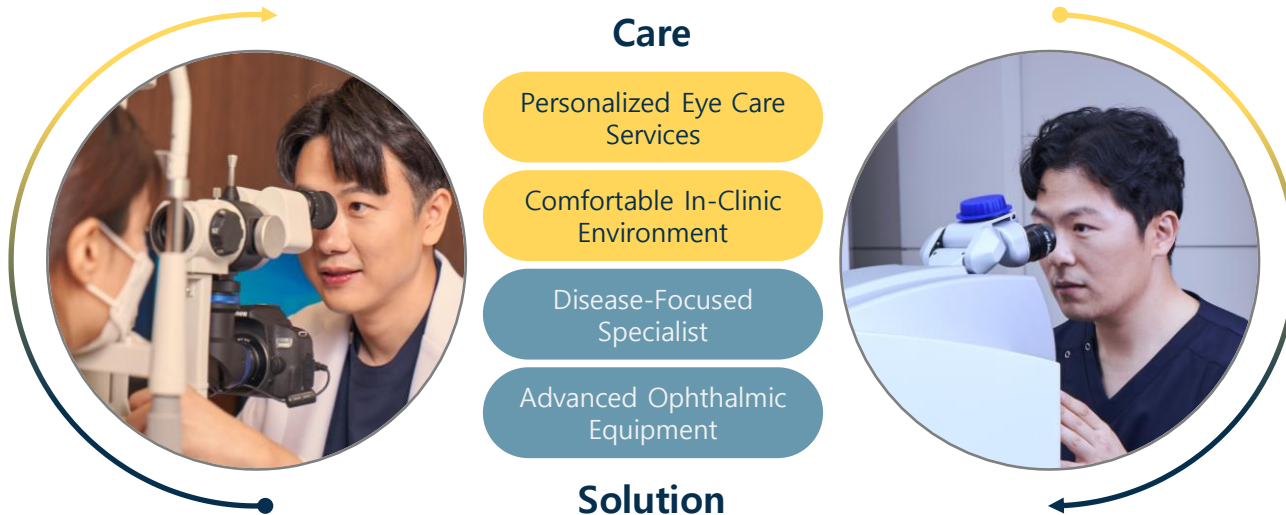 Care
Personalized Eye Care
Services
Comfortable In-Clinic
Environment
Disease-Focused
Specialist
Advanced Ophthalmic
Equipment
Solution